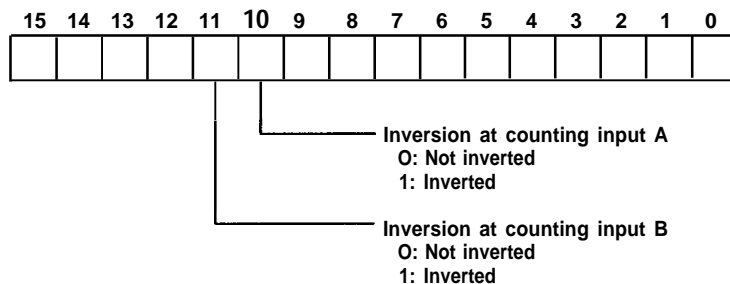 15 14 13 12 11 10 9 8 7 6 5 4 3 2 1 0
Inversion at counting input A
O: Not inverted
1: Inverted
Inversion at counting input B
O: Not inverted
1: Inverted